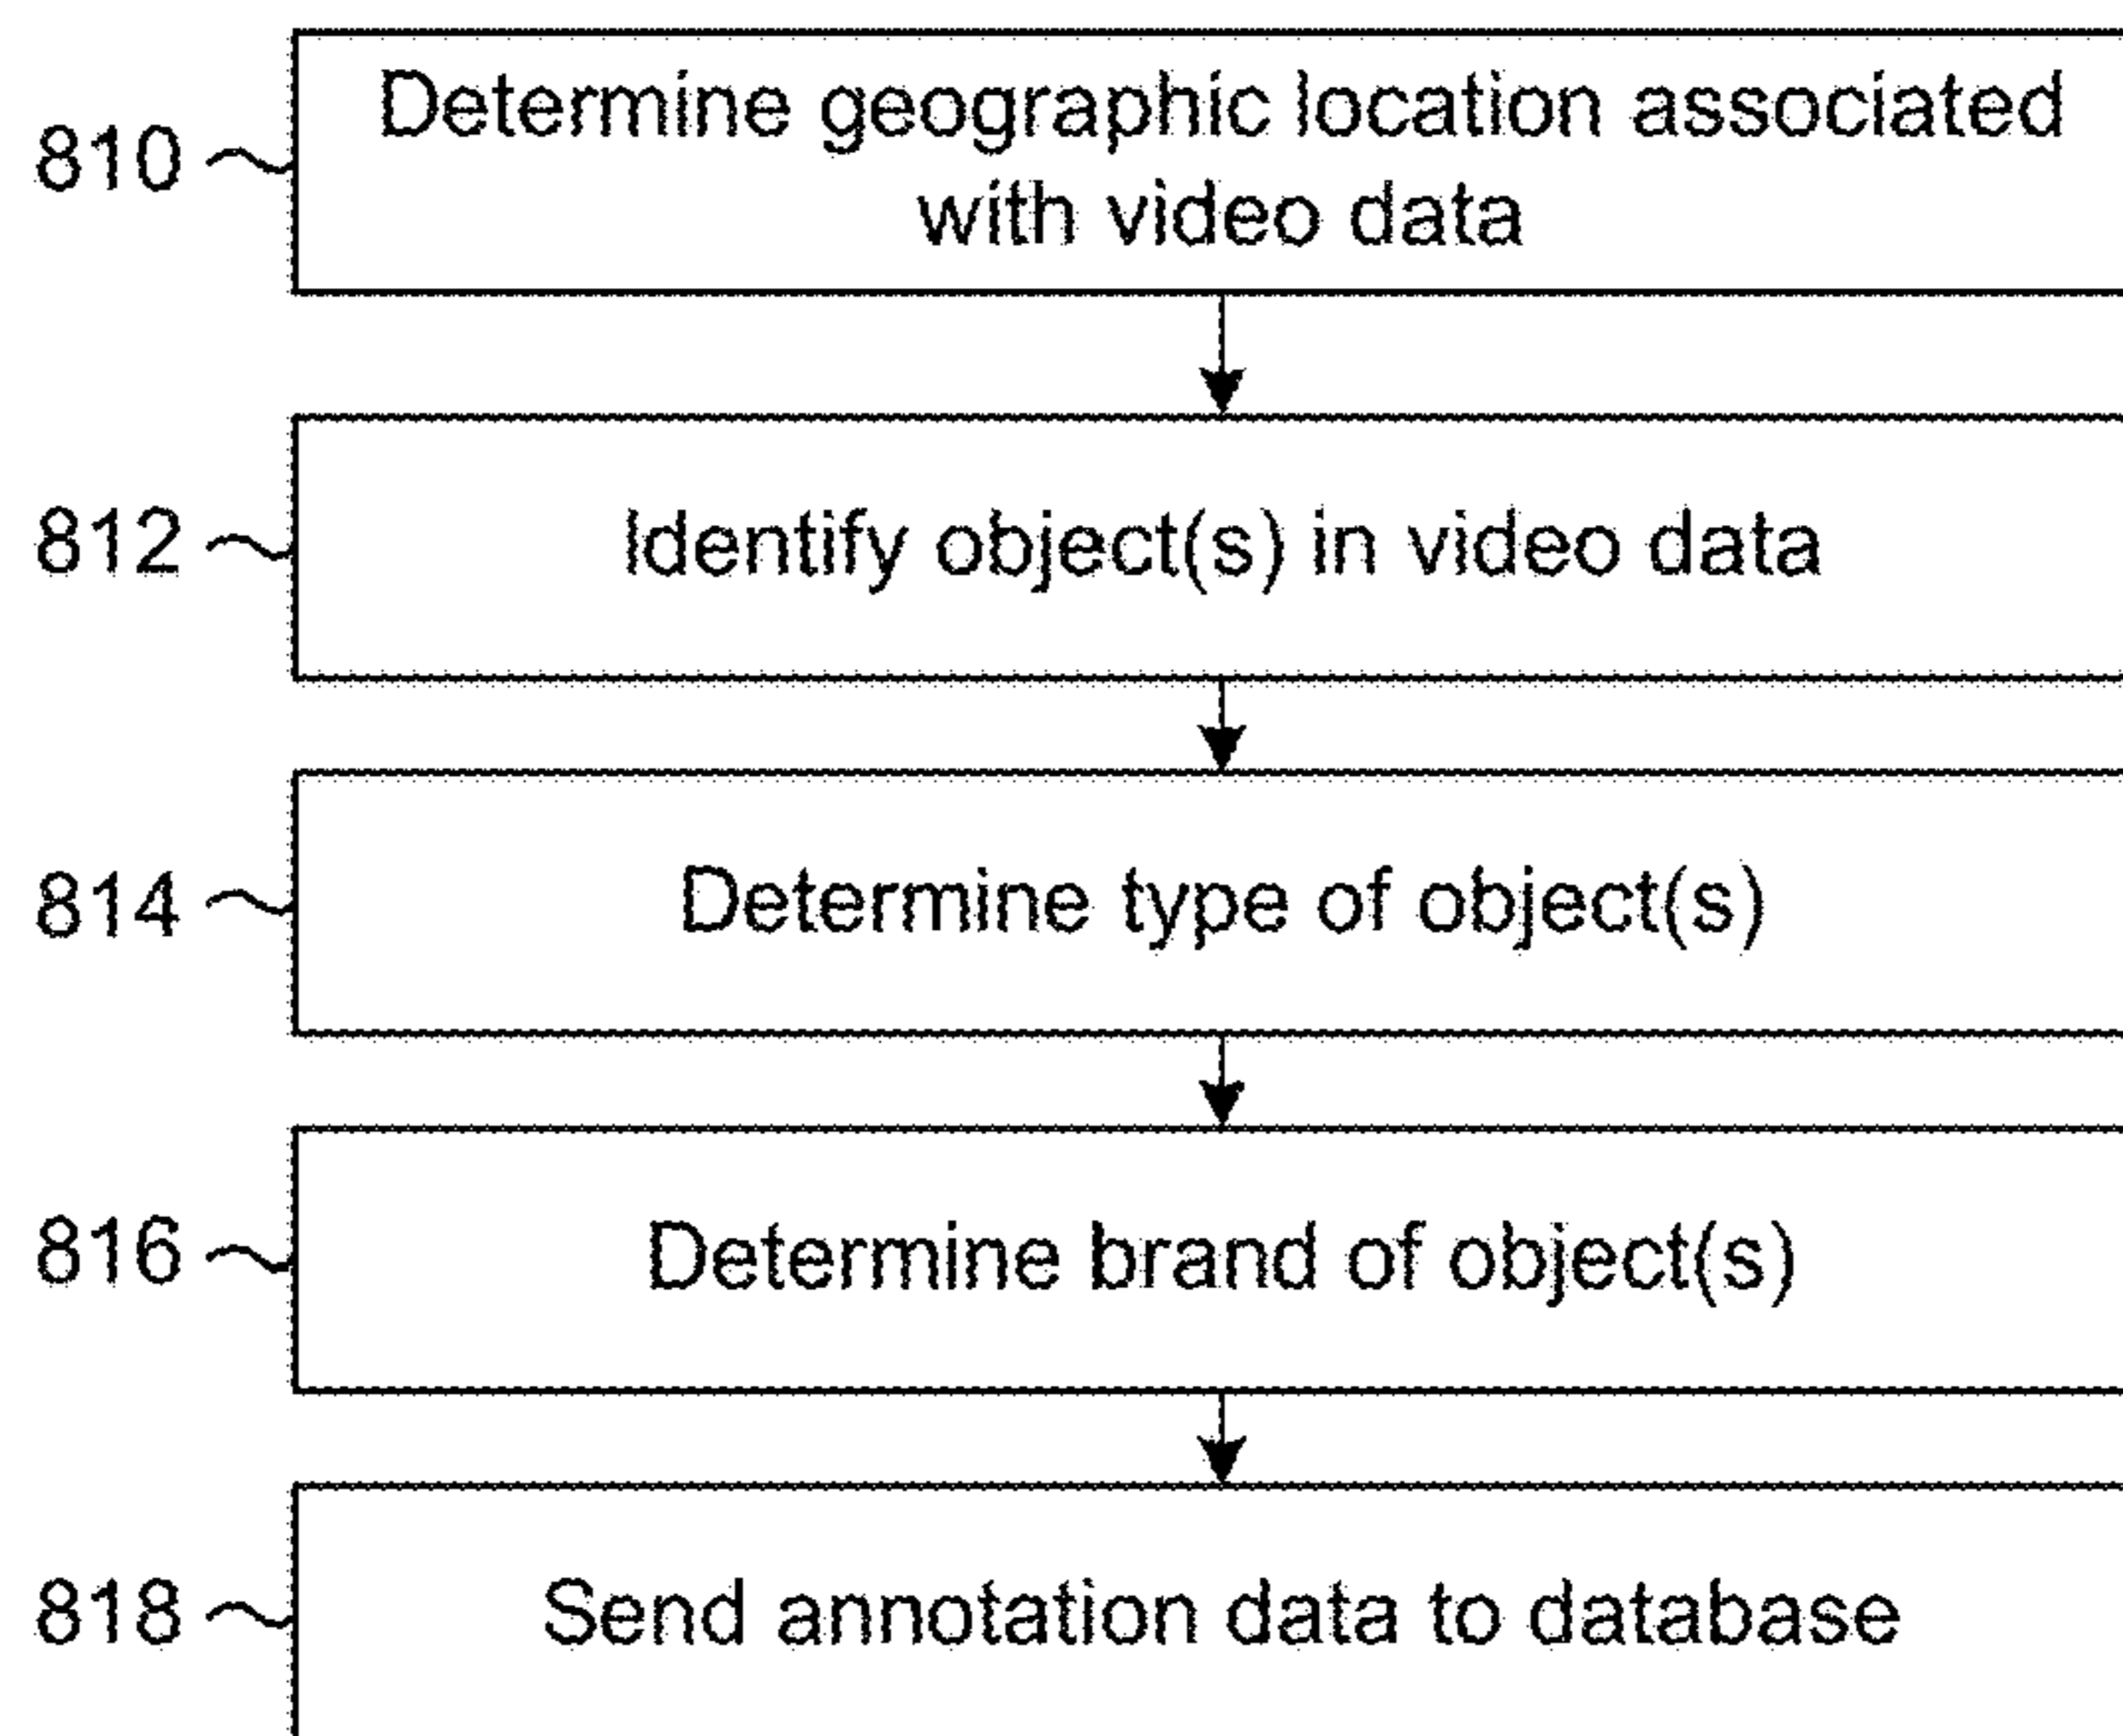 810
Determine geographic location associated
with video data
812
Identify object(s) in video data
814
Determine type of object(s)
816
Determine brand of object(s)
818
Send annotation data to database